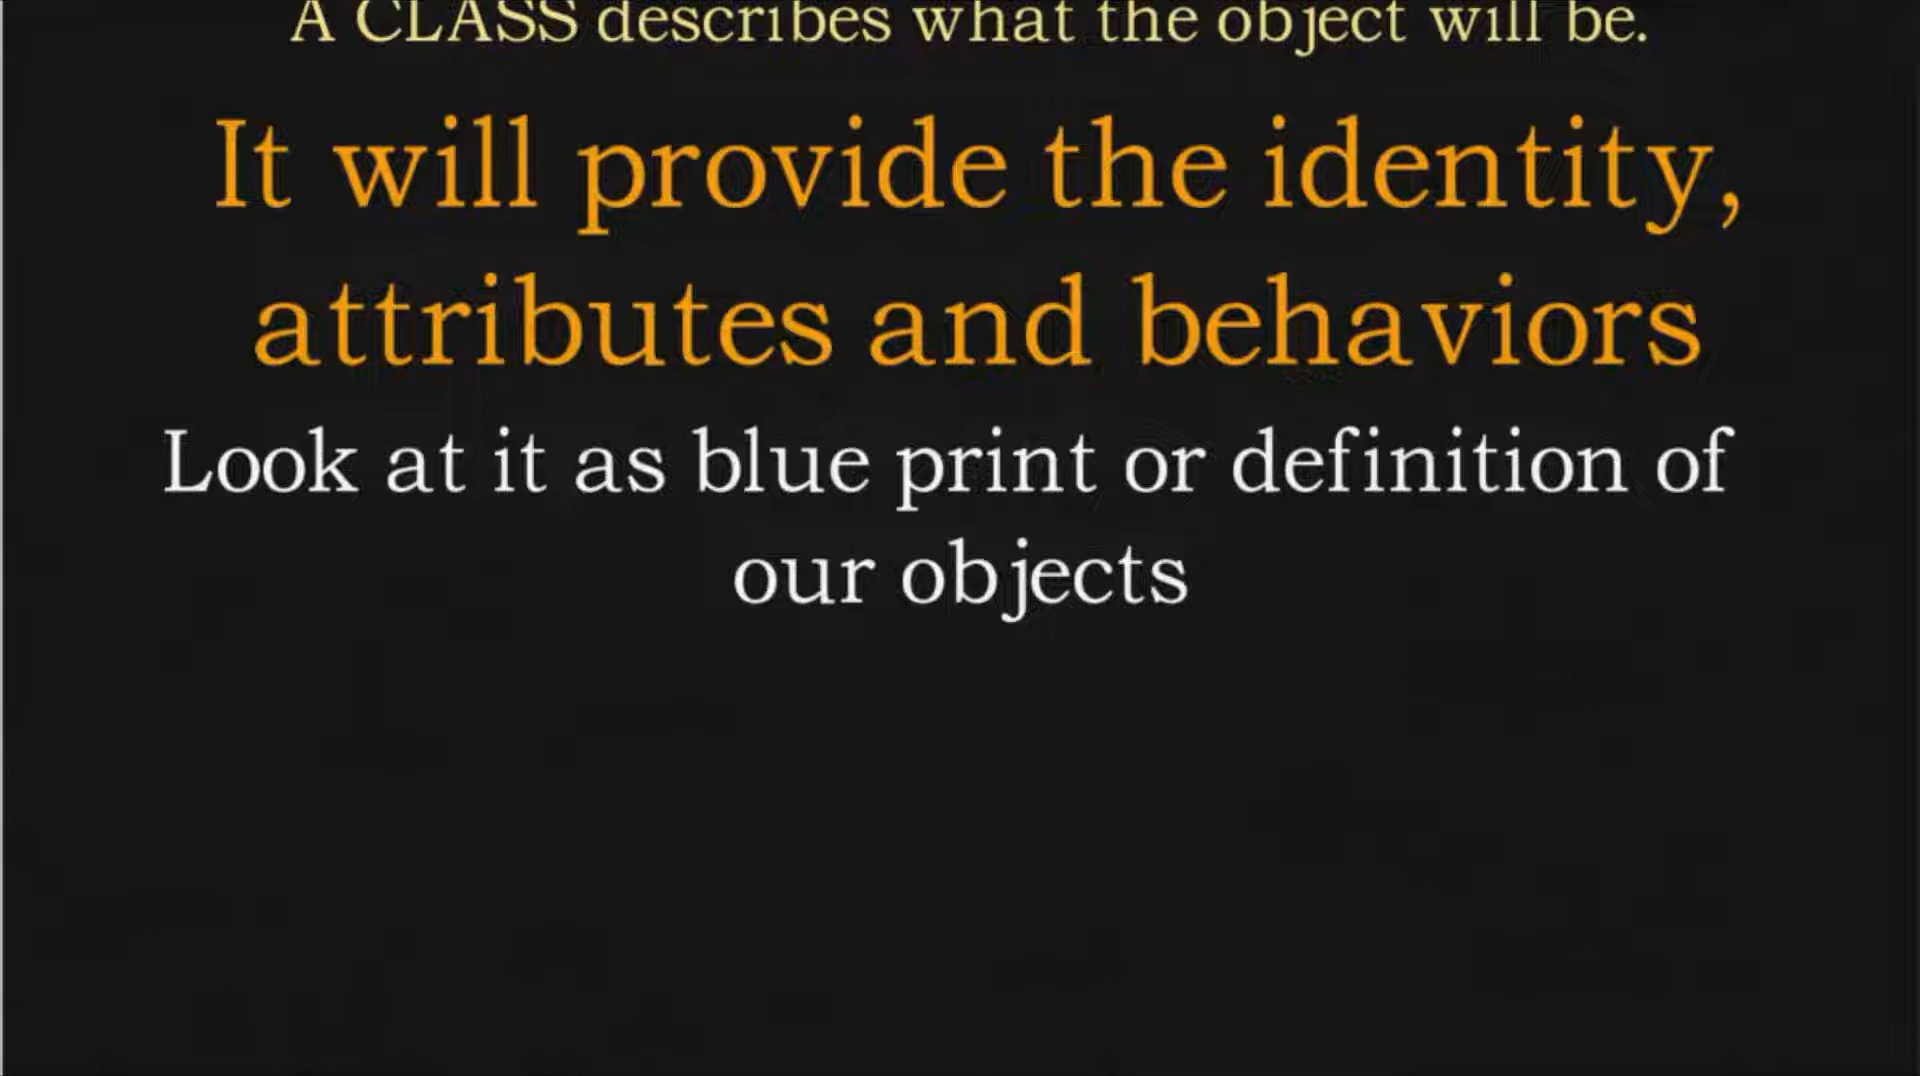 A CLASS describes what the object will be.
It will provide the identity,
attributes and behaviors
Look at it as blue print or definition of
our objects